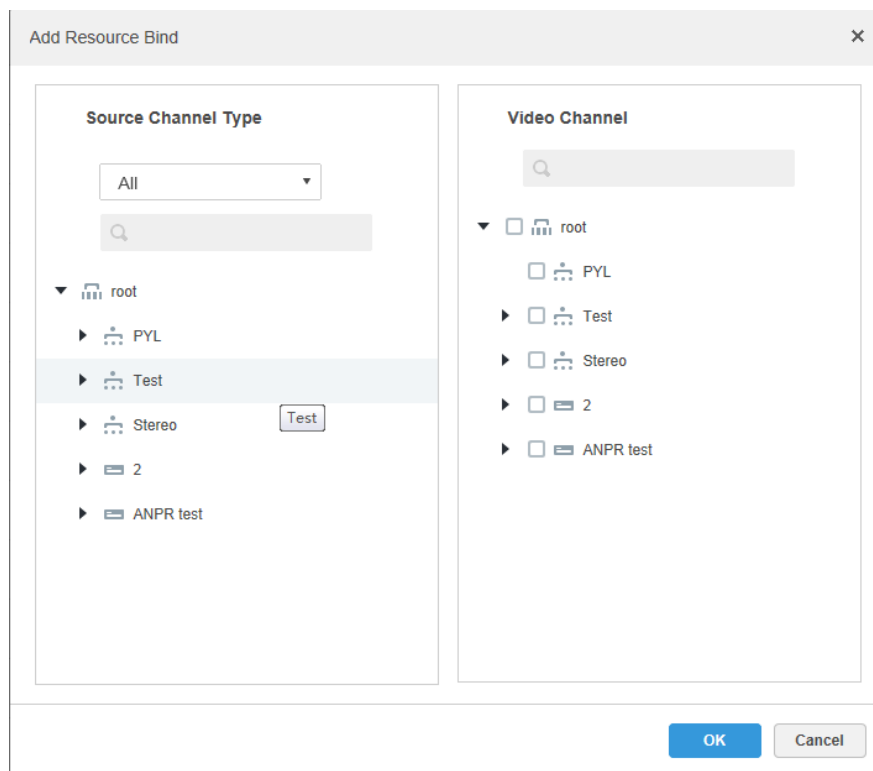 Add Resource Bind
Source Channel Type
All
root
PYL
Test
Test
Stereo
2
ANPR test
Video Channel
root
PYL
Test
Stereo
2
ANPR test
OK
Cancel